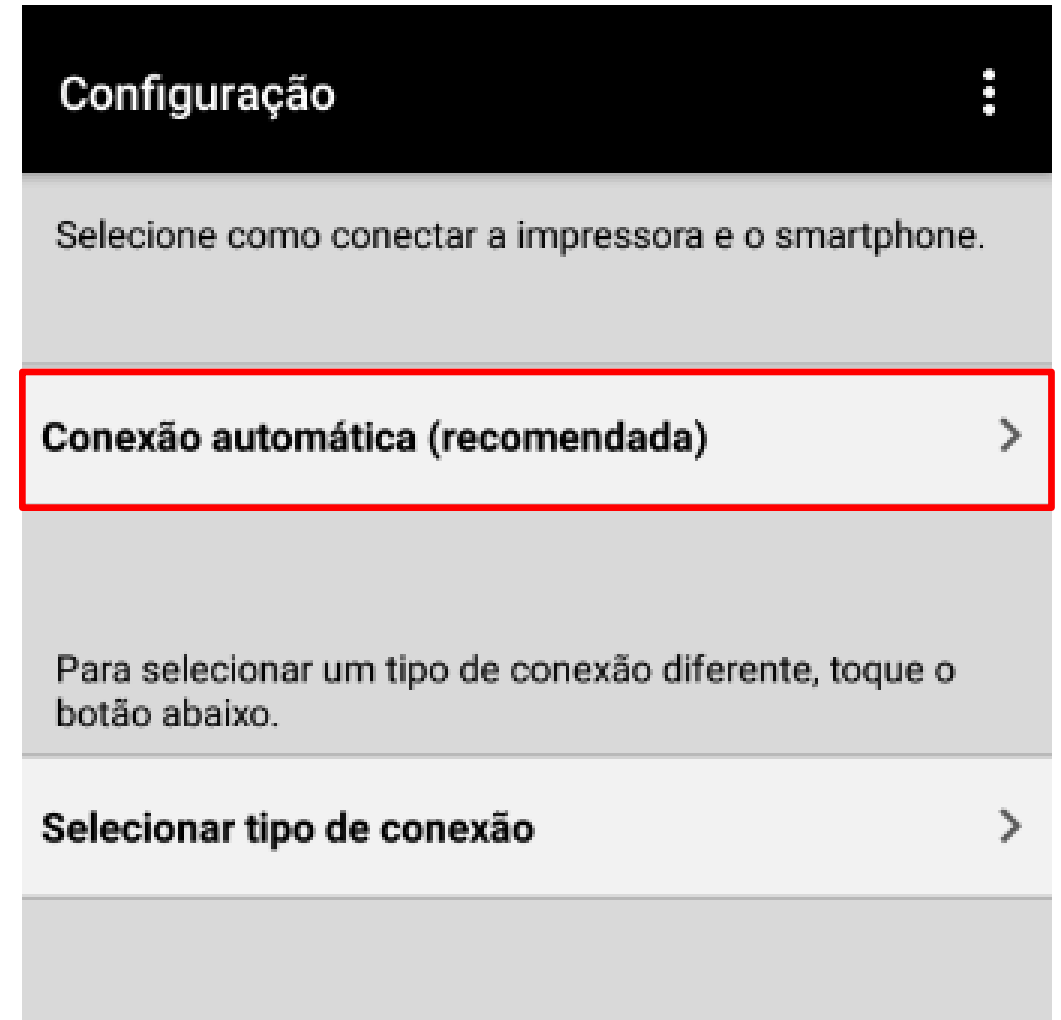 Configuração
Selecione como conectar a impressora e o smartphone.
Conexão automática (recomendada)
Para selecionar um tipo de conexão diferente, toque o
botão abaixo.
Selecionar tipo de conexão